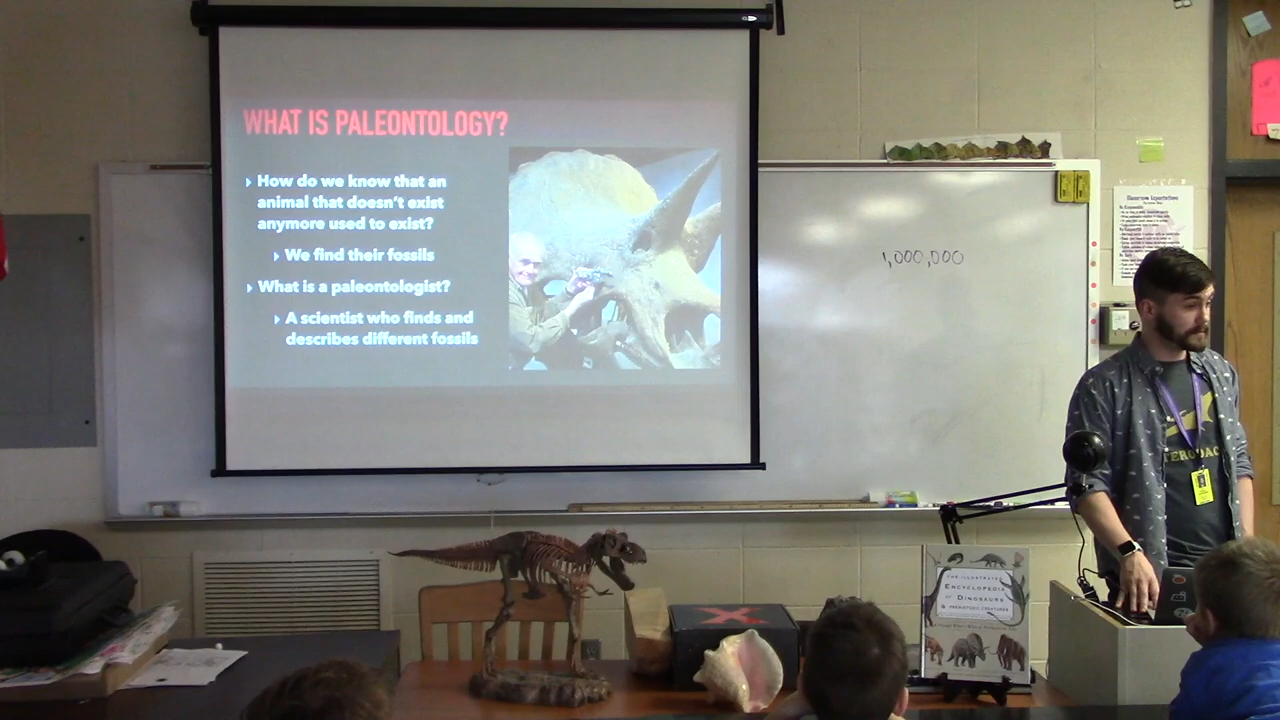 WHAT IS PALEONTOLOGY?
How do we know that an
animal that doesn't exist
anymore used to exist?
We find their fossils
What is a paleontologist?
A scientist who finds and
describes different fossils
1,000,000
Classroom Expectations
THE ILLUSTRATED
ENCYCLOPEDIA
OF DINOSAURS
& PREHISTORIC CREATURES
X